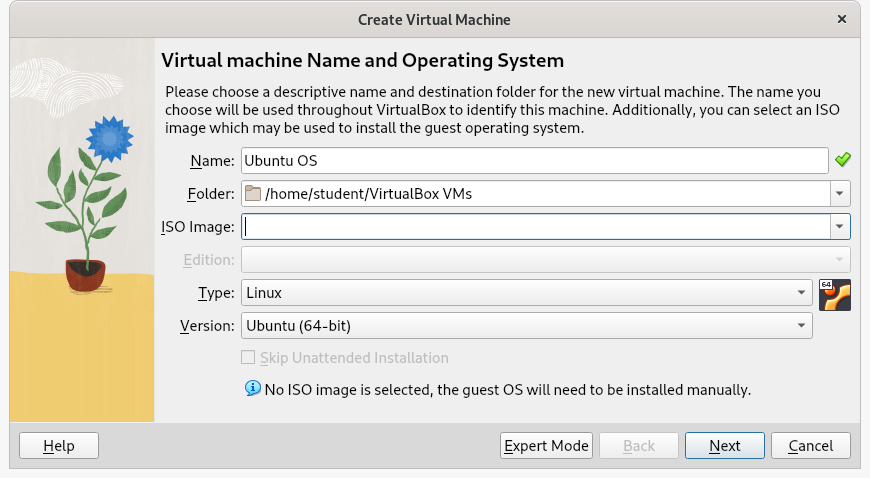 Create Virtual Machine
Virtual machine Name and Operating System
Please choose a descriptive name and destination folder for the new virtual machine. The name you
choose will be used throughout VirtualBox to identify this machine. Additionally, you can select an ISO
image which may be used to install the guest operating system.
Name: Ubuntu OS
Folder: /home/student/VirtualBox VMs
ISO Image:
Edition:
Type: Linux 64
Version: Ubuntu (64-bit)
Skip Unattended Installation
No ISO image is selected, the guest OS will need to be installed manually.
Help Expert Mode Back Next Cancel